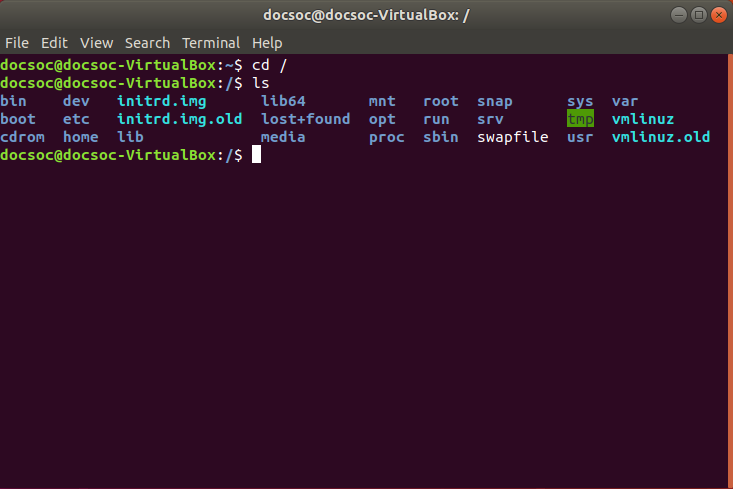 docsoc@docsoc-VirtualBox: /
File Edit View Search Terminal Help
docsoc@docsoc-VirtualBox:~$ cd /
docsoc@docsoc-VirtualBox:/$ ls
bin    dev   initrd.img      lib64       mnt   root  snap      sys  var
boot   etc   initrd.img.old  lost+found  opt   run   srv       tmp  vmlinuz
cdrom  home  lib             media       proc  sbin  swapfile  usr  vmlinuz.old
docsoc@docsoc-VirtualBox:/$